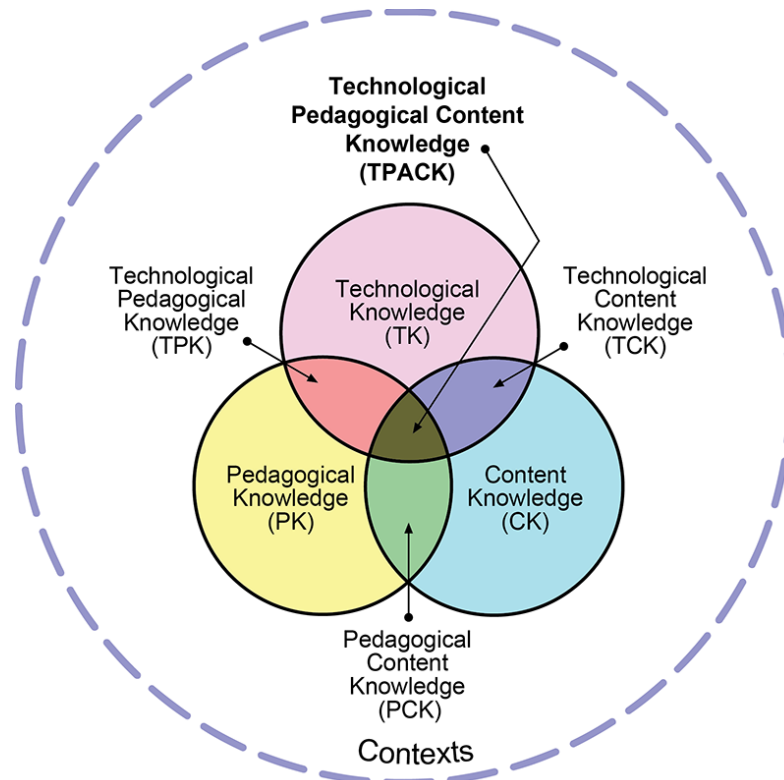 Technological
Pedagogical Content
Knowledge
(TPACK)
Technological
Pedagogical
Knowledge
(TPK)
Technological
Knowledge
(TK)
Technological
Content
Knowledge
(TCK)
Pedagogical
Knowledge
(PK)
Content
Knowledge
(CK)
Pedagogical
Content
Knowledge
(PCK)
Contexts